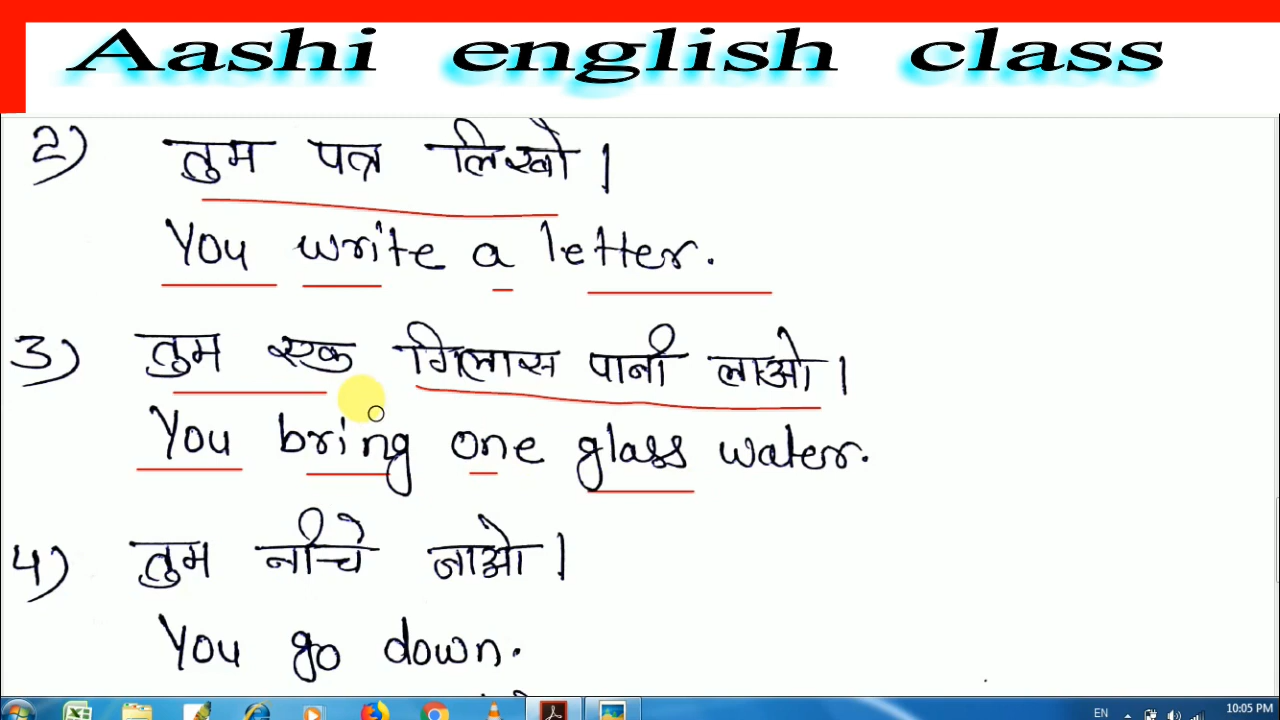 Aashi english class
2) तुम पत्र लिखो।
You write a letter.
3) तुम एक गिलास पानी लाओ।
You bring one glass water.
4) तुम नीचे जाओ।
You go down.
EN 10:05 PM